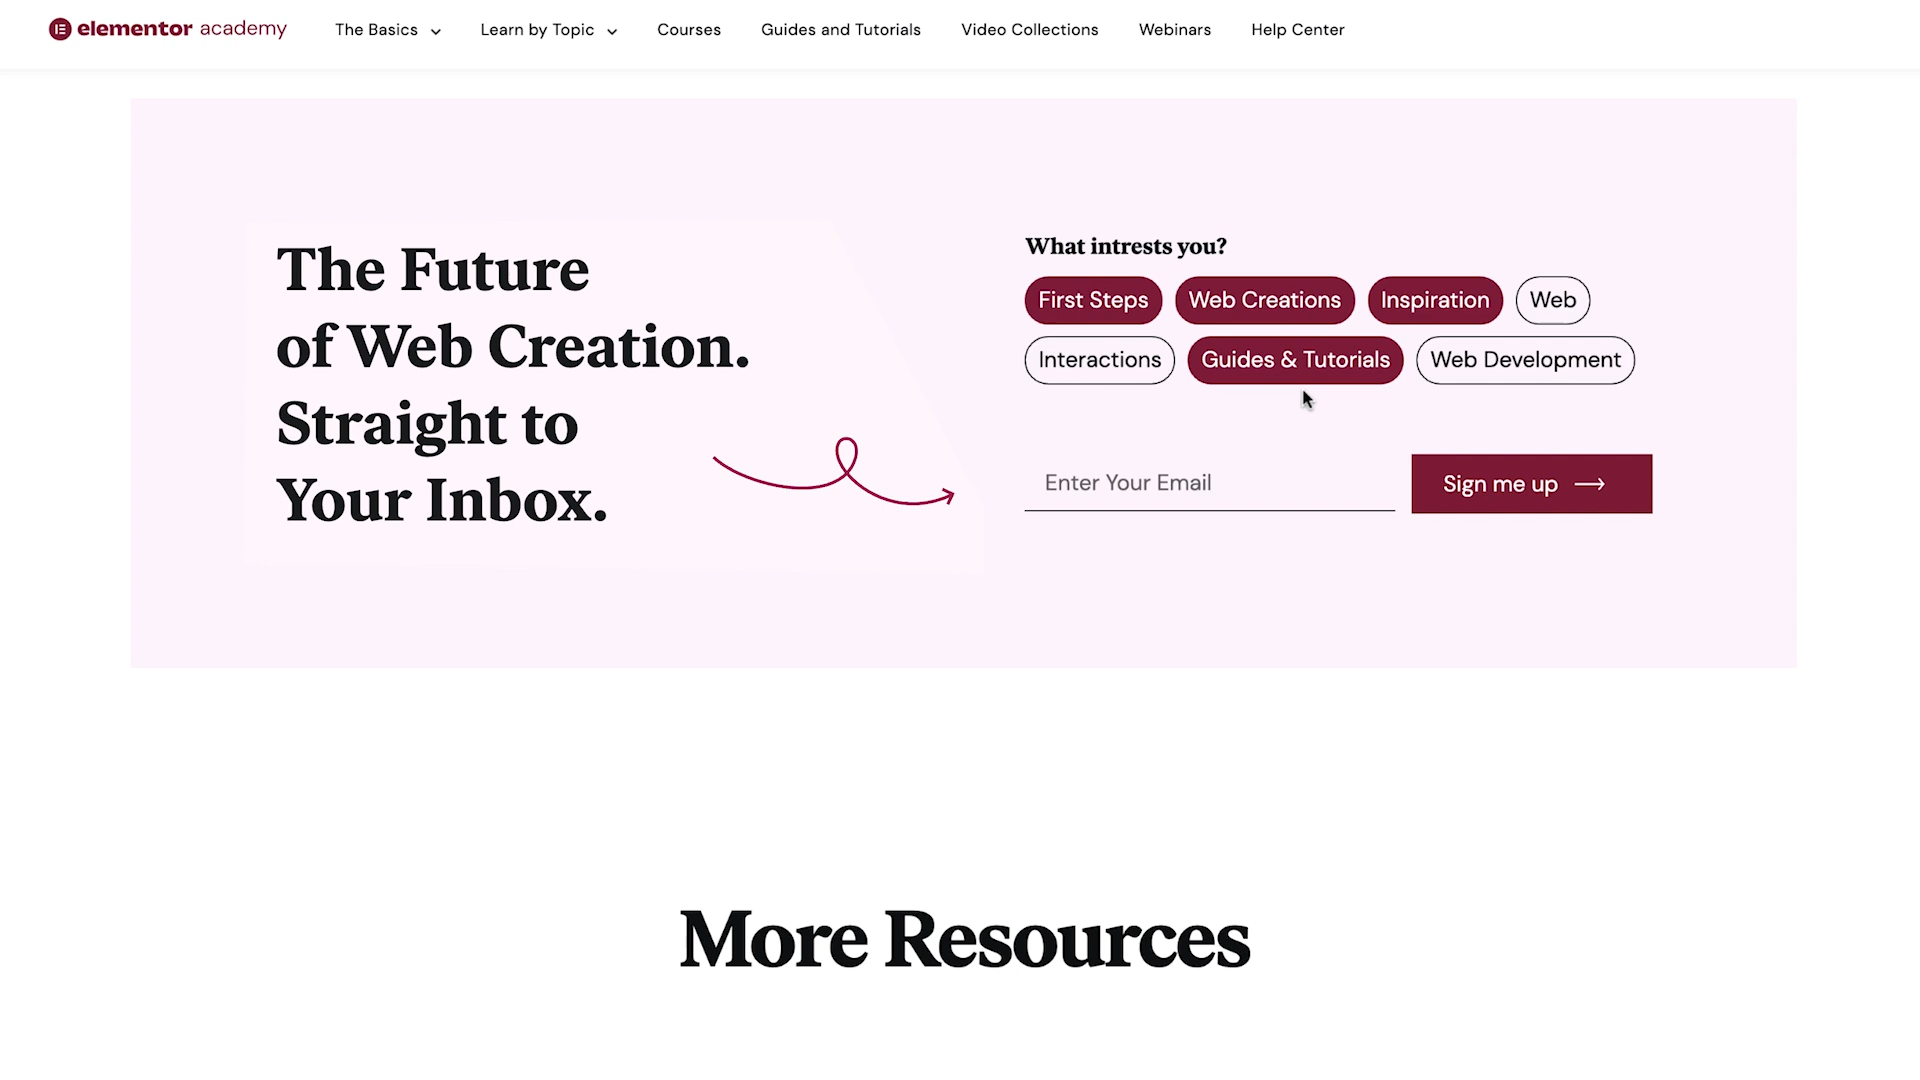 elementor academy
The Basics
Learn by Topic
Courses
Guides and Tutorials
Video Collections
Webinars
Help Center
The Future
of Web Creation.
Straight to
Your Inbox.
What intrests you?
First Steps
Web Creations
Inspiration
Web
Interactions
Guides & Tutorials
Web Development
Enter Your Email
Sign me up
More Resources